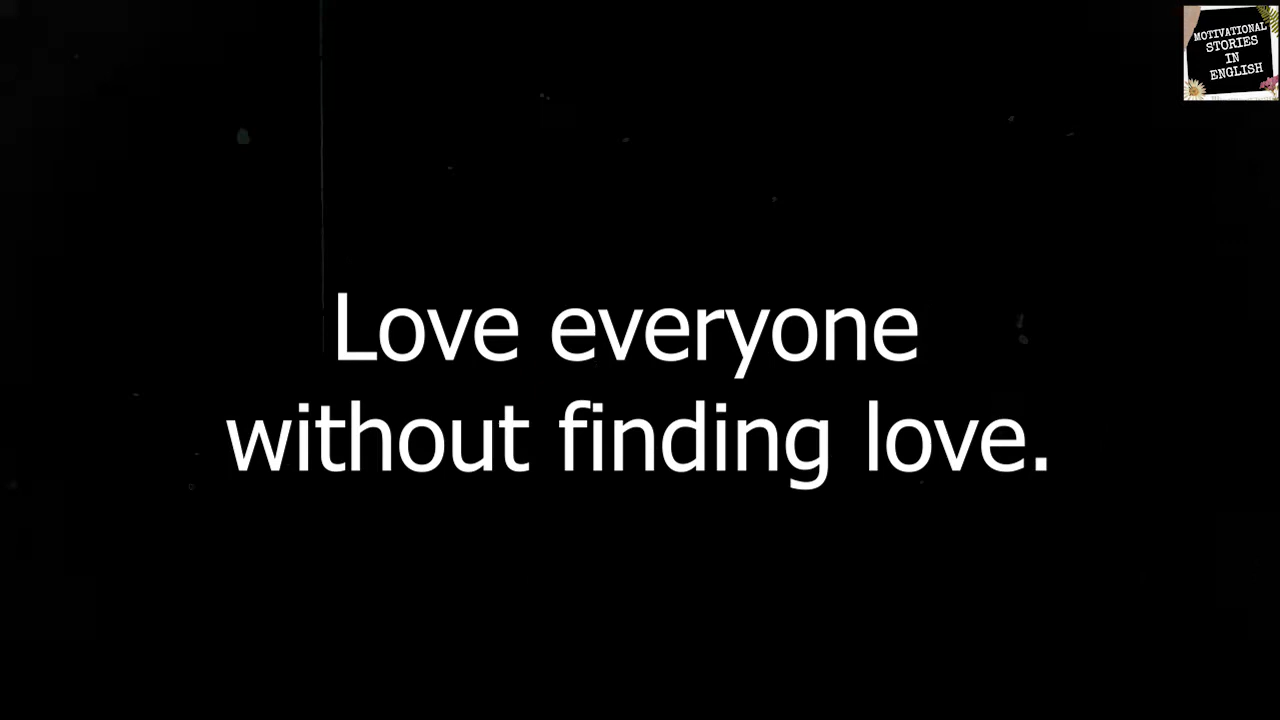 MOTIVATIONAL
STORIES
IN
ENGLISH
Love everyone
without finding love.